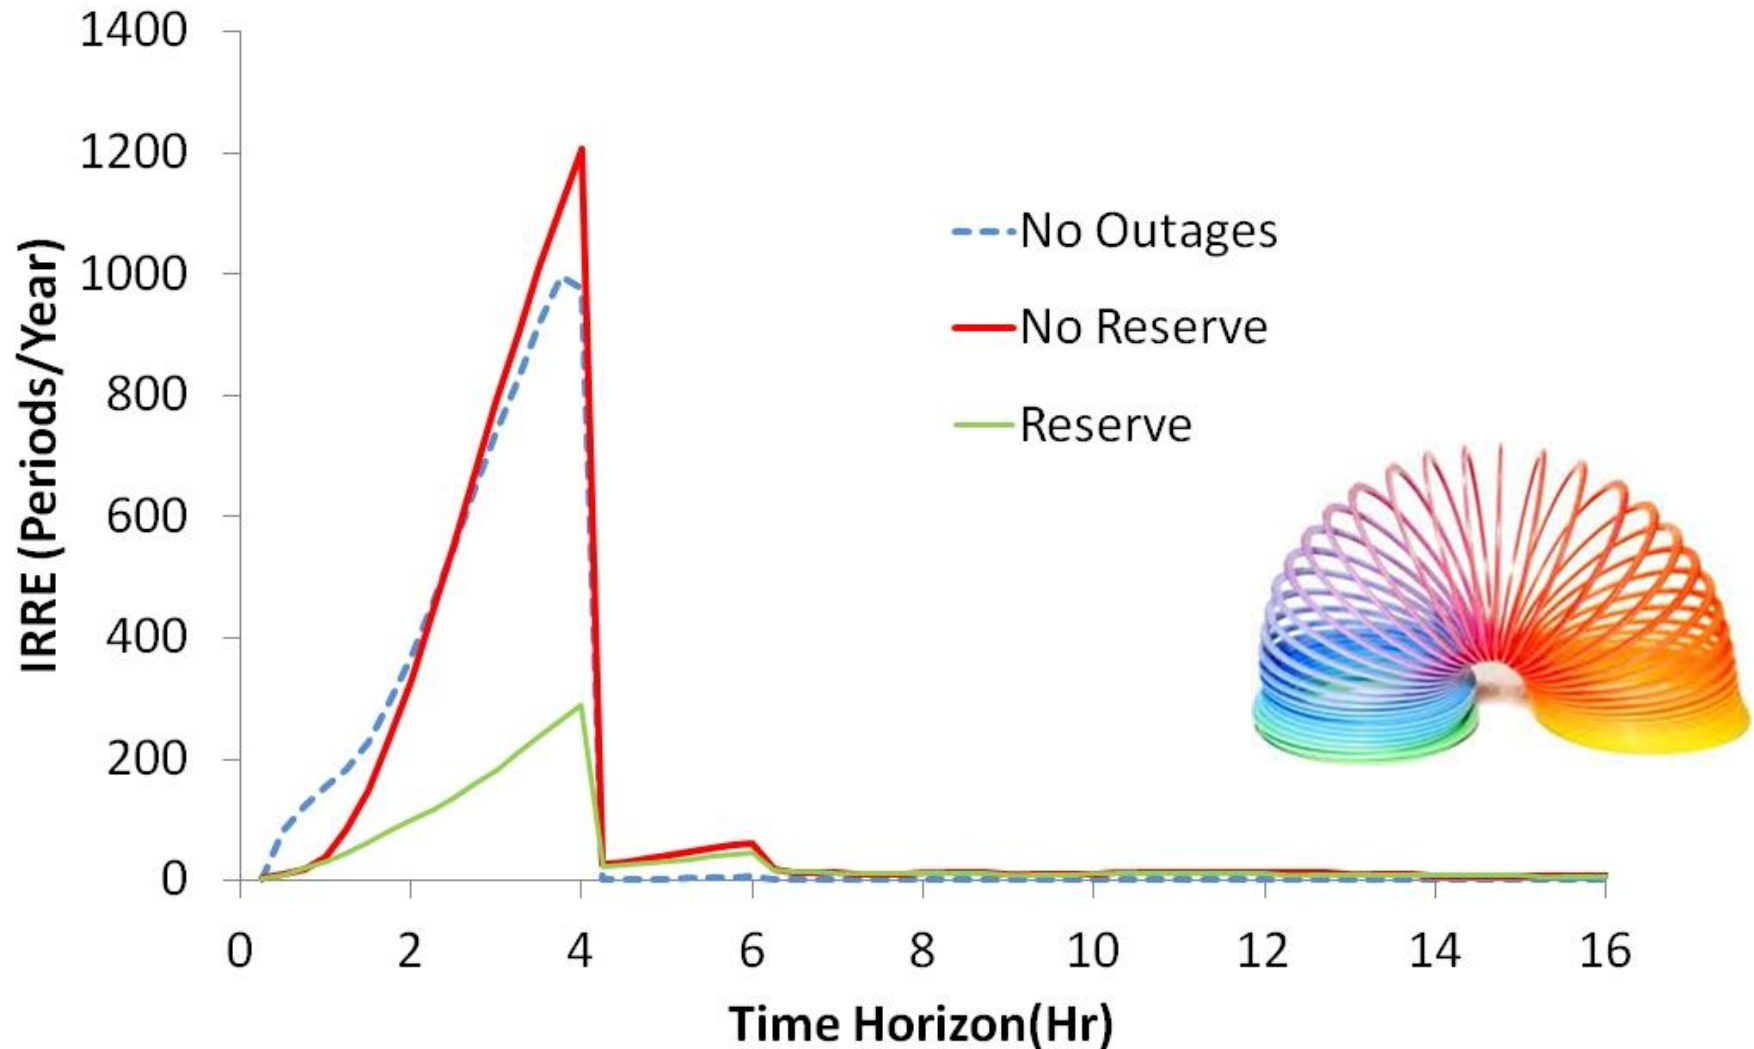 1400
1200
1000
800
600
400
200
0
IRRE (Periods/Year)
No Outages
No Reserve
Reserve
0 2 4 6 8 10 12 14 16
Time Horizon(Hr)